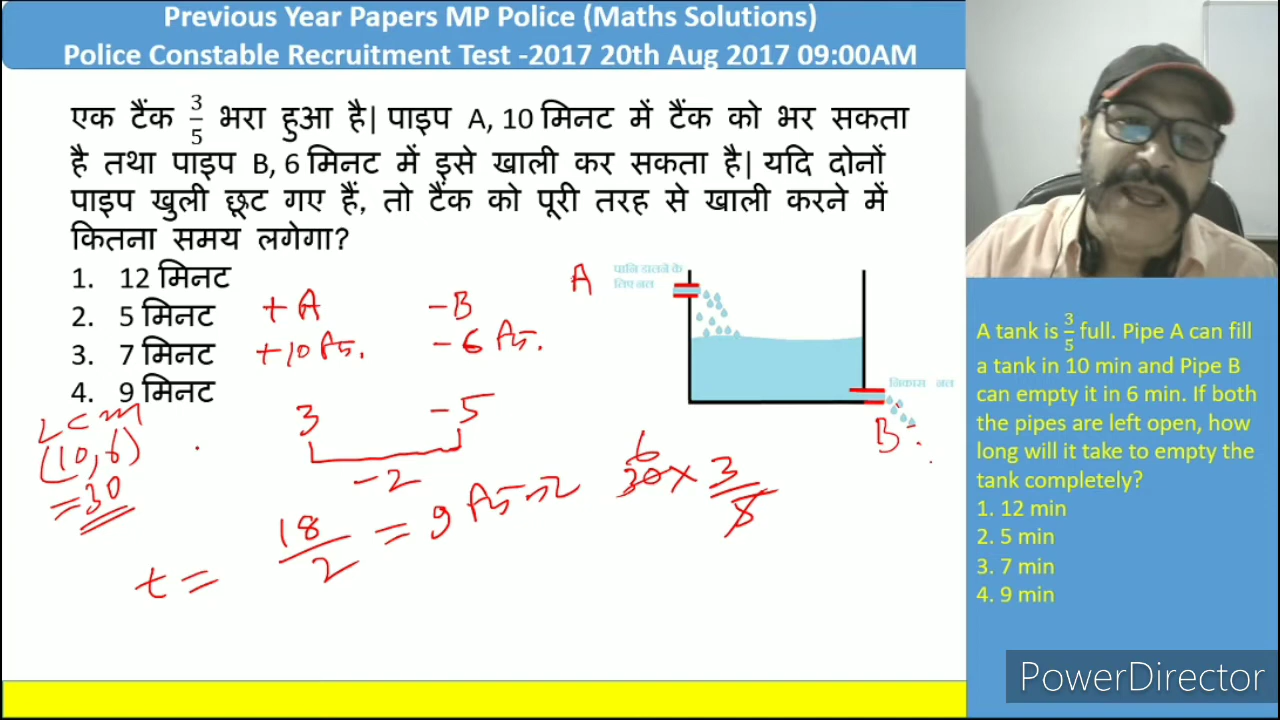 Previous Year Papers MP Police (Maths Solutions)
Police Constable Recruitment Test -2017 20th Aug 2017 09:00AM
एक टैंक 3/5 भरा हुआ है| पाइप A, 10 मिनट में टैंक को भर सकता
है तथा पाइप B, 6 मिनट में इसे खाली कर सकता है| यदि दोनों
पाइप खुली छूट गए हैं, तो टैंक को पूरी तरह से खाली करने में
कितना समय लगेगा?
1. 12 मिनट
2. 5 मिनट
3. 7 मिनट
4. 9 मिनट
+A -B
+10 मि. -6 मि.
3 -5
-2
LCM
(10,6)
=30
t = 18/2 = 9 मिनट
30 × 3/5
6
A
पानि डालने के
लिए नल
निकास नल
B
A tank is 3/5 full. Pipe A can fill
a tank in 10 min and Pipe B
can empty it in 6 min. If both
the pipes are left open, how
long will it take to empty the
tank completely?
1. 12 min
2. 5 min
3. 7 min
4. 9 min
PowerDirector